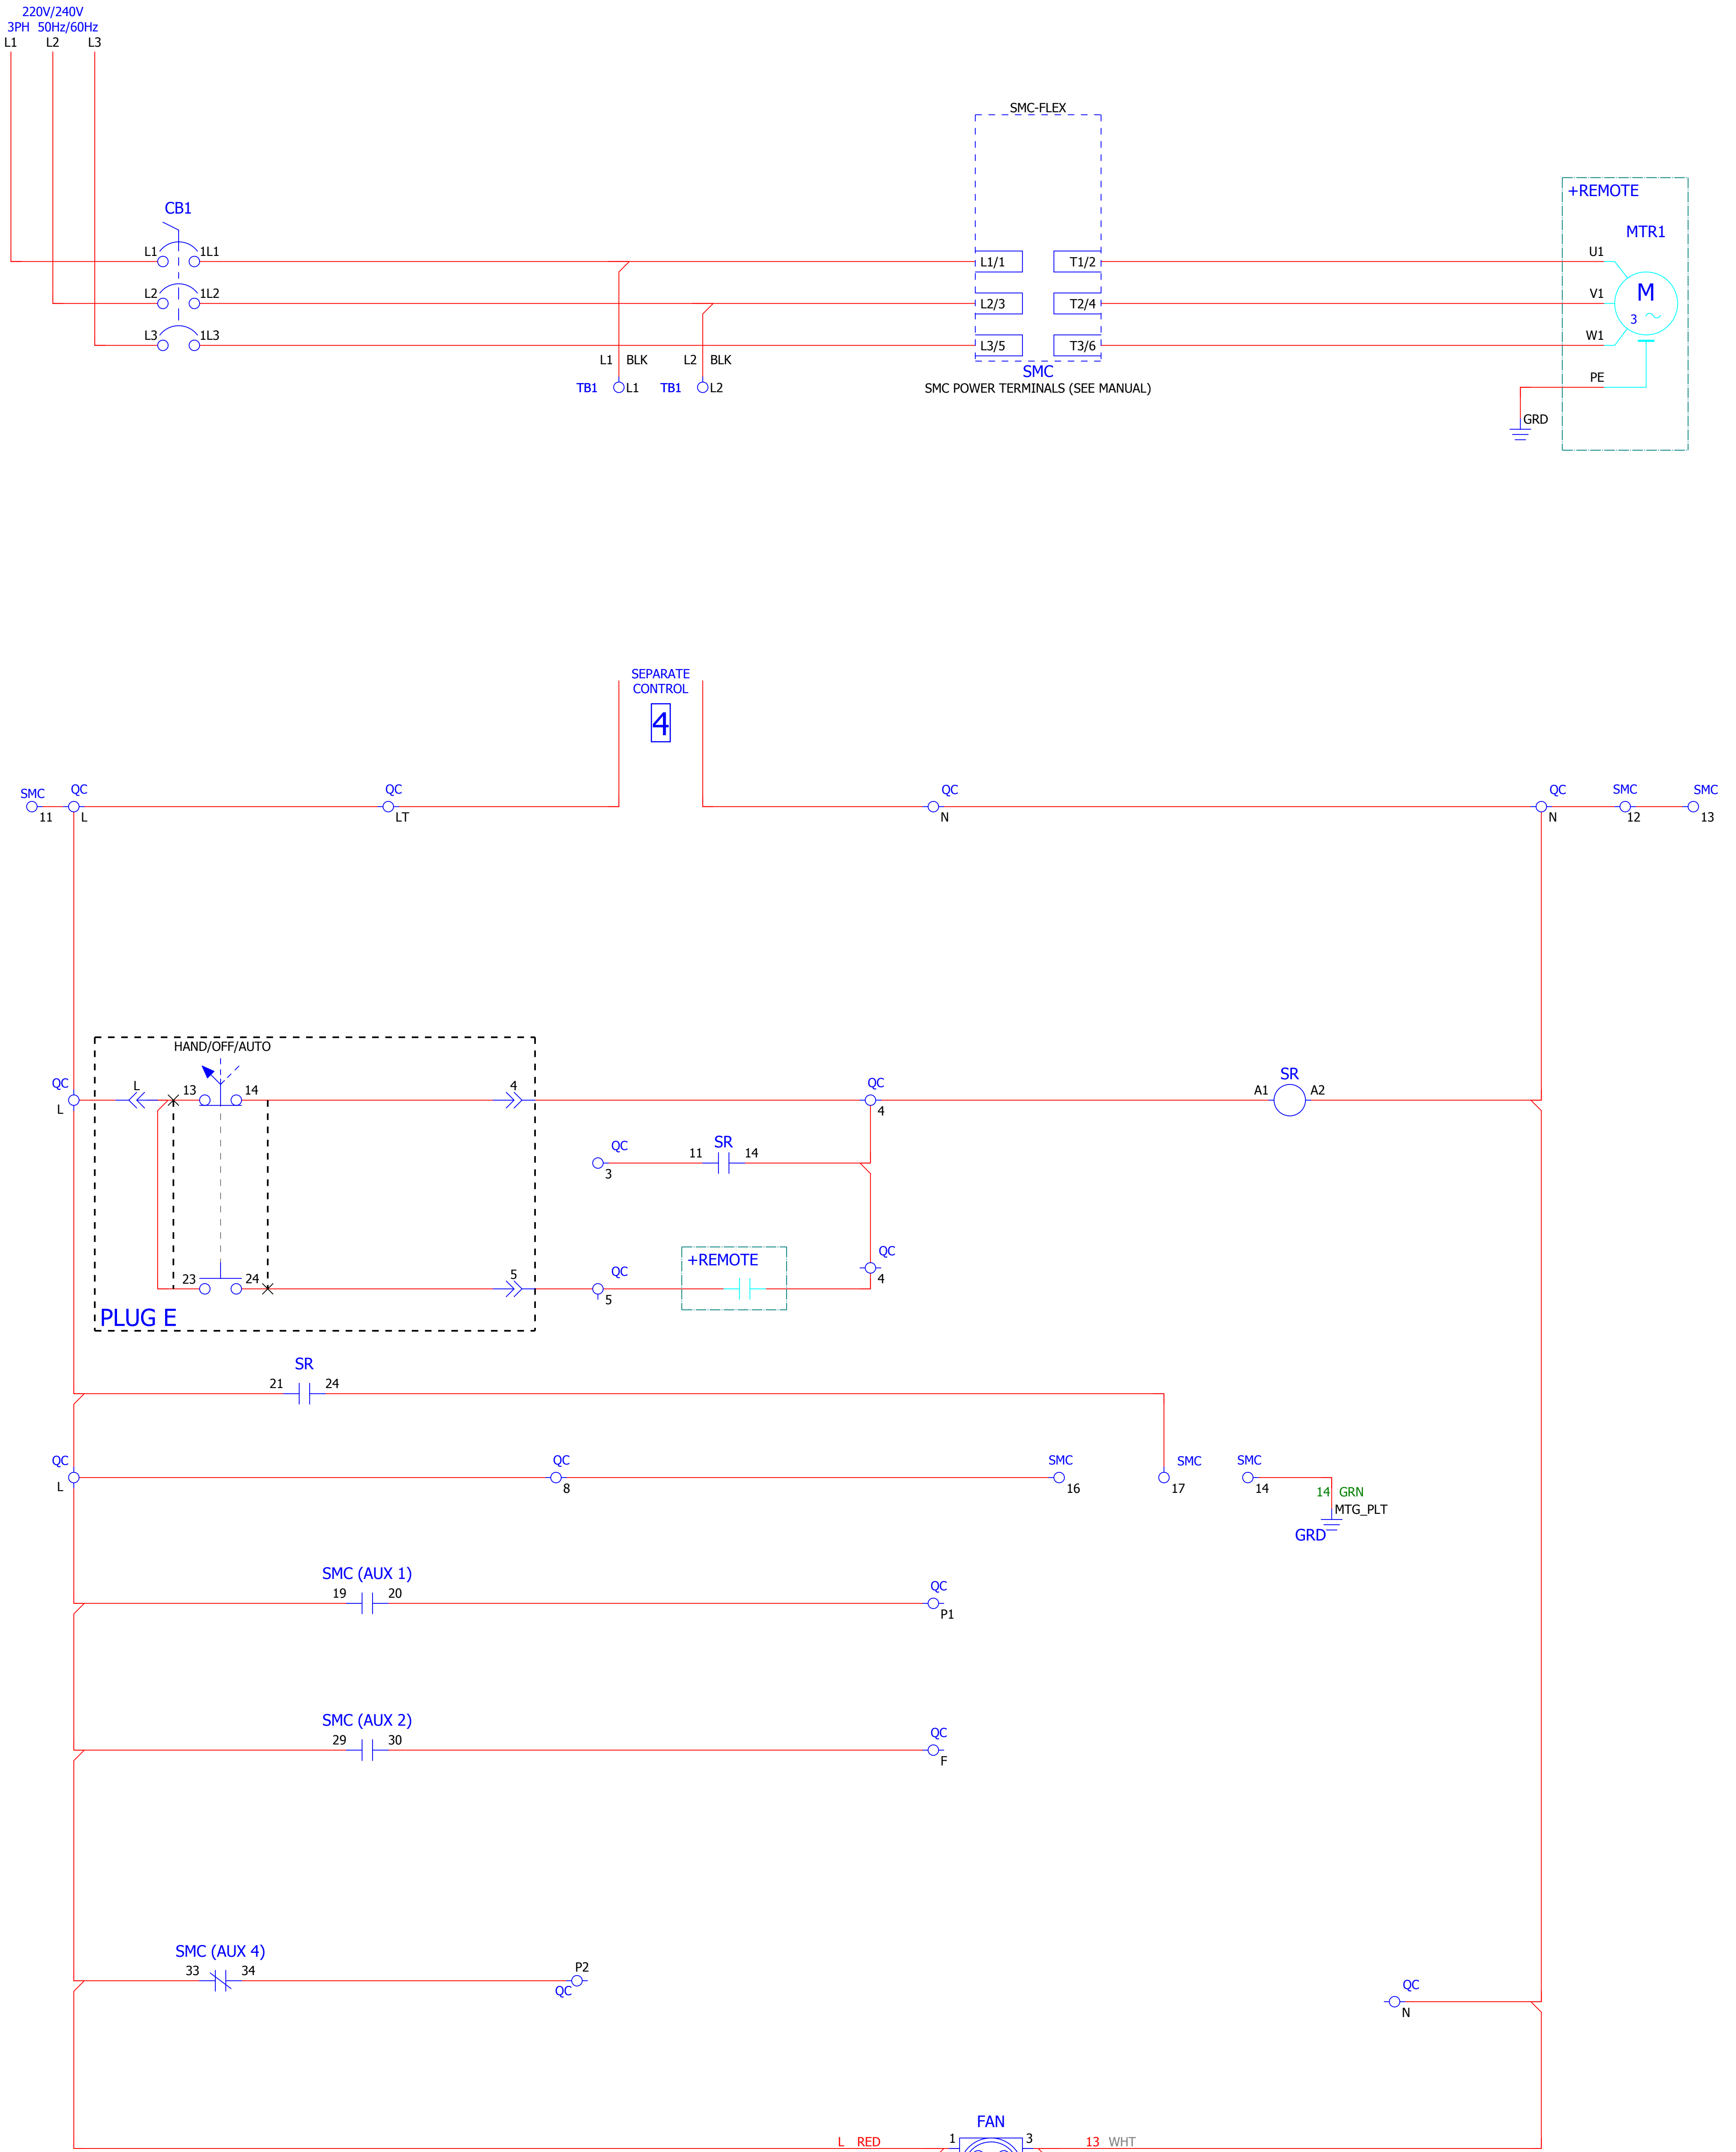 220V/240V
3PH 50Hz/60Hz
L1 L2 L3
SMC-FLEX
+REMOTE
CB1
MTR1
L1 1L1 L1/1 T1/2 U1
L2 1L2 L2/3 T2/4 V1
M
3
L3 1L3 L3/5 T3/6 W1
L1 BLK L2 BLK
SMC
TB1 L1 TB1 L2
SMC POWER TERMINALS (SEE MANUAL)
PE
GRD
SEPARATE
CONTROL
4
SMC QC QC QC QC SMC SMC
11 L LT N N 12 13
HAND/OFF/AUTO
QC L 13 14 4 QC SR
A1 A2
L 4
QC SR
11 14
3
+REMOTE QC
4
23 24 5 QC
5
PLUG E
SR
21 24
QC QC SMC SMC SMC
L 8 16 17 14
14 GRN
MTG_PLT
GRD
SMC (AUX 1)
19 20 QC
P1
SMC (AUX 2)
29 30 QC
F
SMC (AUX 4)
33 34 P2
QC
QC
N
FAN
L RED 1 3 13 WHT